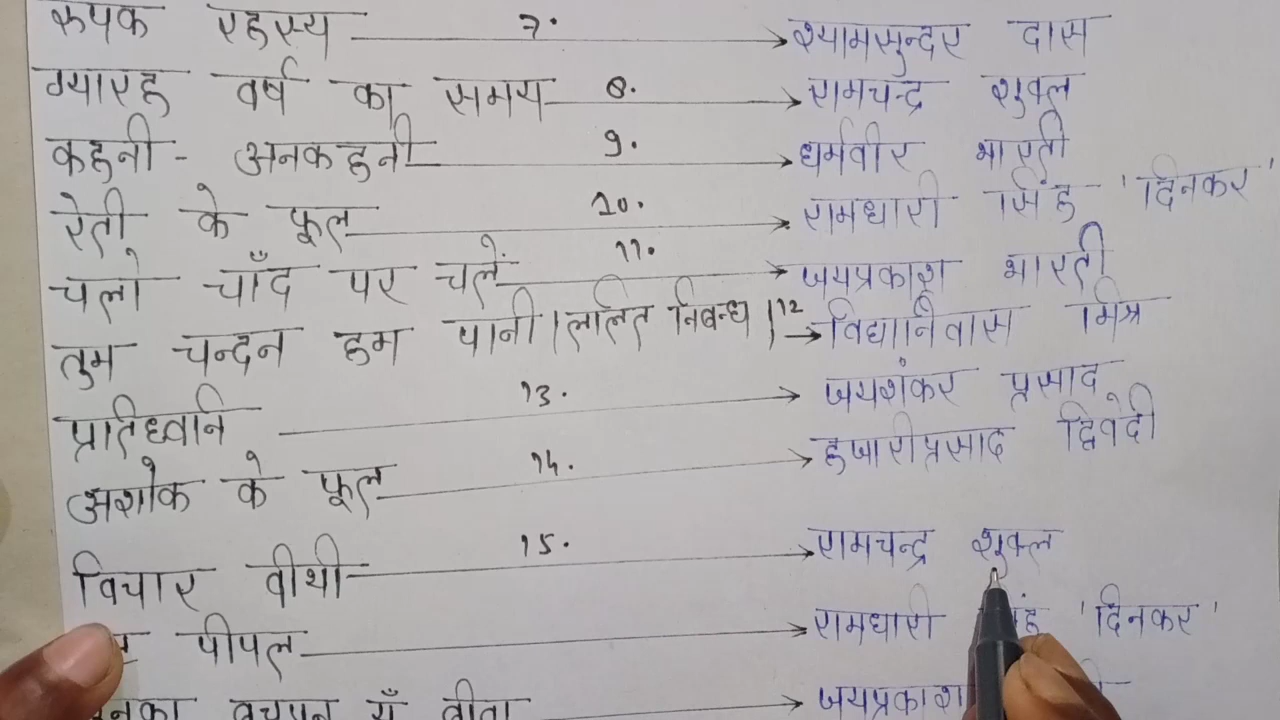 रूपक रहस्य 7. श्यामसुन्दर दास
ग्यारह वर्ष का समय 8. रामचन्द्र शुक्ल
कहनी - अनकहनी 9. धर्मवीर भारती
रेती के फूल 10. रामधारी सिंह 'दिनकर'
चलो चाँद पर चलें 11. जयप्रकाश भारती
तुम चन्दन हम पानी (ललित निबन्ध) 12 विद्यानिवास मिश्र
प्रतिध्वनि 13. जयशंकर प्रसाद
अशोक के फूल 14. हजारीप्रसाद द्विवेदी
विचार वीथी 15. रामचन्द्र शुक्ल
पीपल रामधारी 'दिनकर'
बचपन यूँ बीता जयप्रकाश